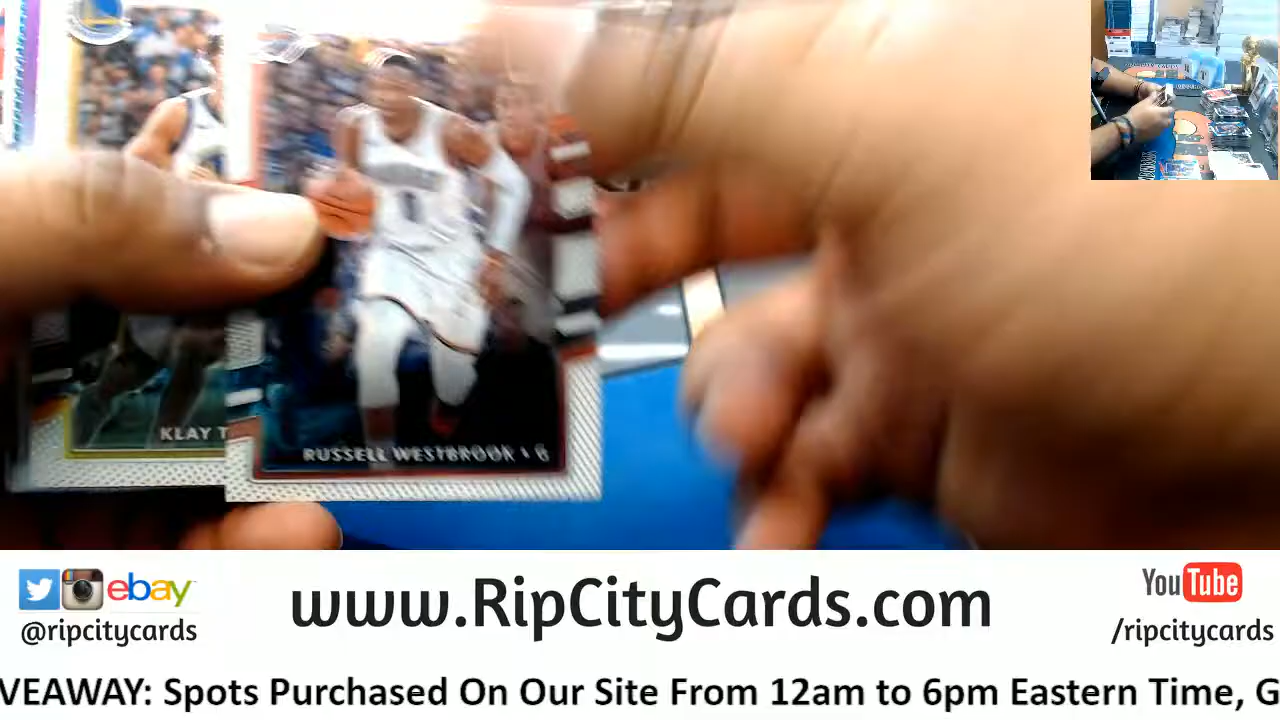 KLAY T
RUSSELL WESTBROOK • G
ebay
@ripcitycards
www.RipCityCards.com
YouTube
/ripcitycards
VEAWAY: Spots Purchased On Our Site From 12am to 6pm Eastern Time, G